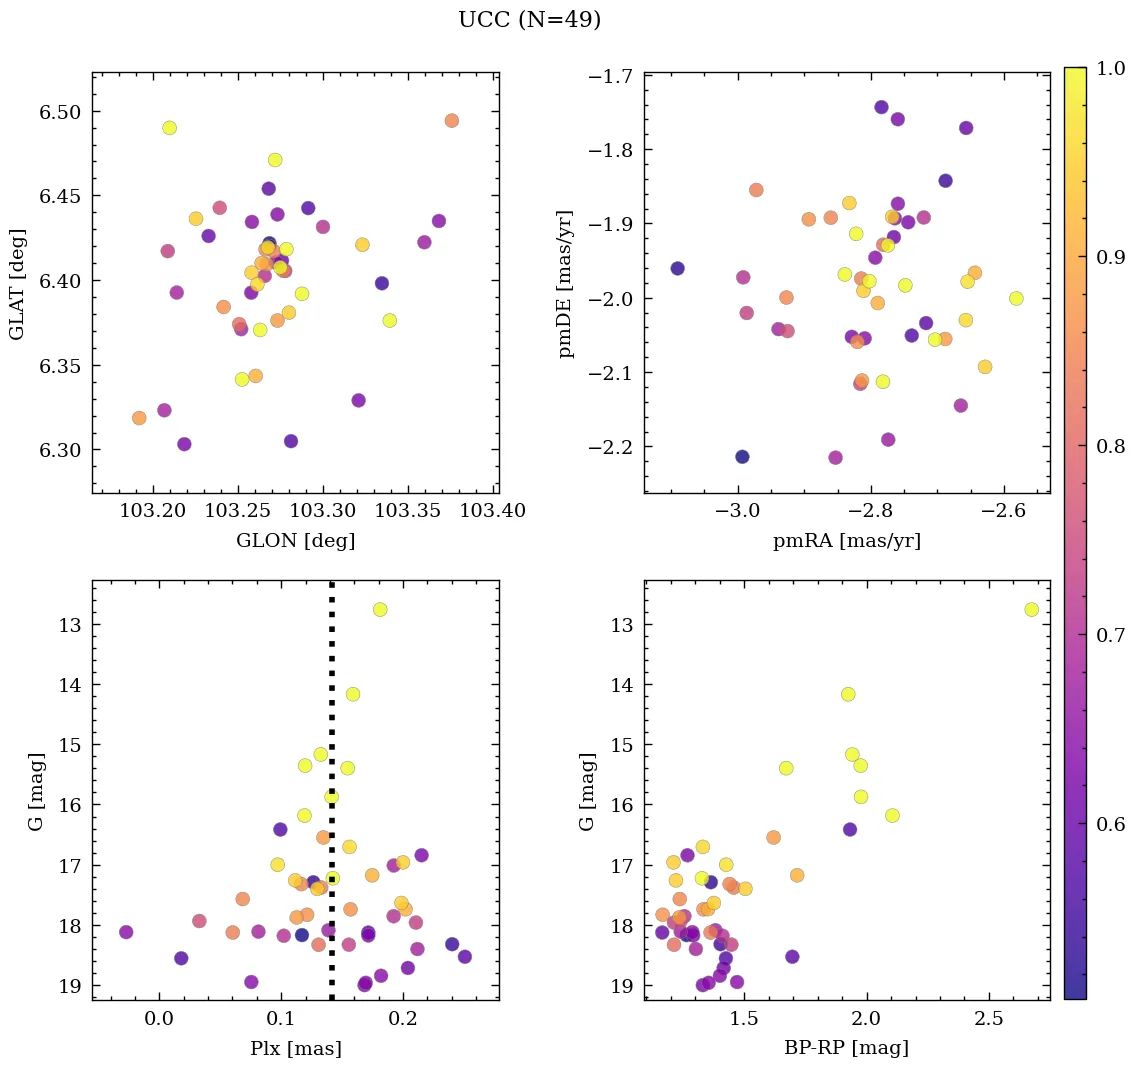 UCC (N=49)
6.50
6.45
6.40
6.35
6.30
GLAT [deg]
103.20 103.25 103.30 103.35 103.40
GLON [deg]
−1.7
−1.8
−1.9
−2.0
−2.1
−2.2
pmDE [mas/yr]
−3.0 −2.8 −2.6
pmRA [mas/yr]
1.0
0.9
0.8
0.7
0.6
13
14
15
16
17
18
19
G [mag]
0.0 0.1 0.2
Plx [mas]
13
14
15
16
17
18
19
G [mag]
1.5 2.0 2.5
BP-RP [mag]